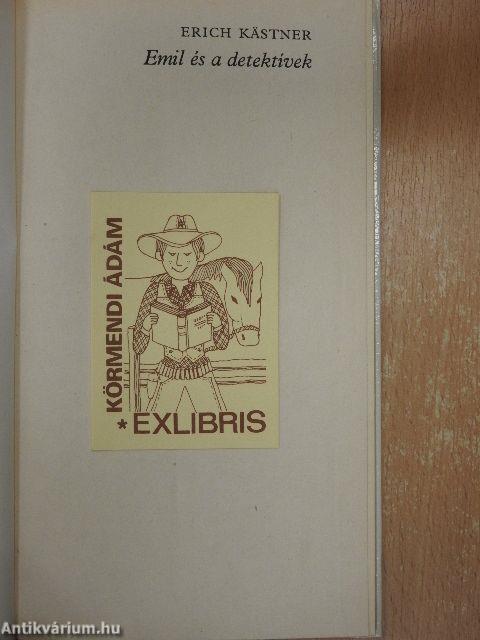 ERICH KÄSTNER
Emil és a detektívek
KÖRMENDI ÁDÁM
* EXLIBRIS
Antikvárium.hu